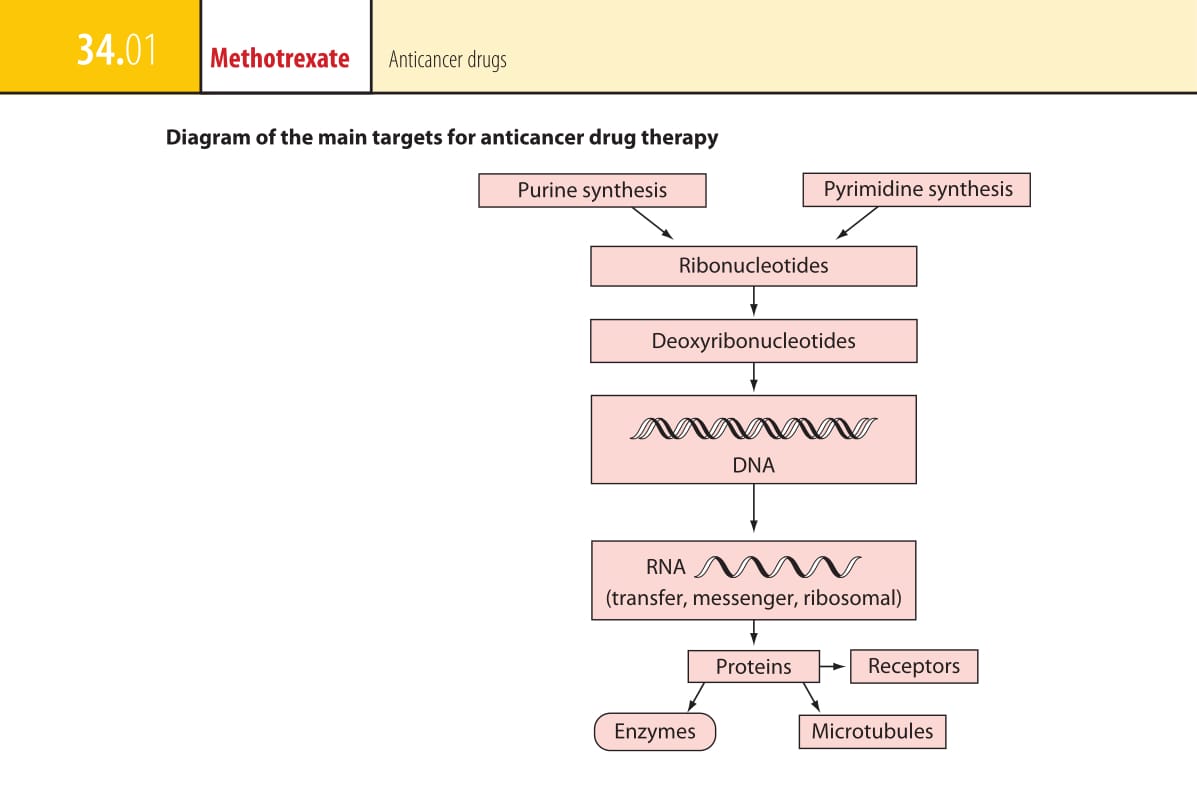 34.01
Methotrexate
Anticancer drugs
Diagram of the main targets for anticancer drug therapy
Purine synthesis
Pyrimidine synthesis
Ribonucleotides
Deoxyribonucleotides
DNA
RNA
(transfer, messenger, ribosomal)
Proteins
Receptors
Enzymes
Microtubules